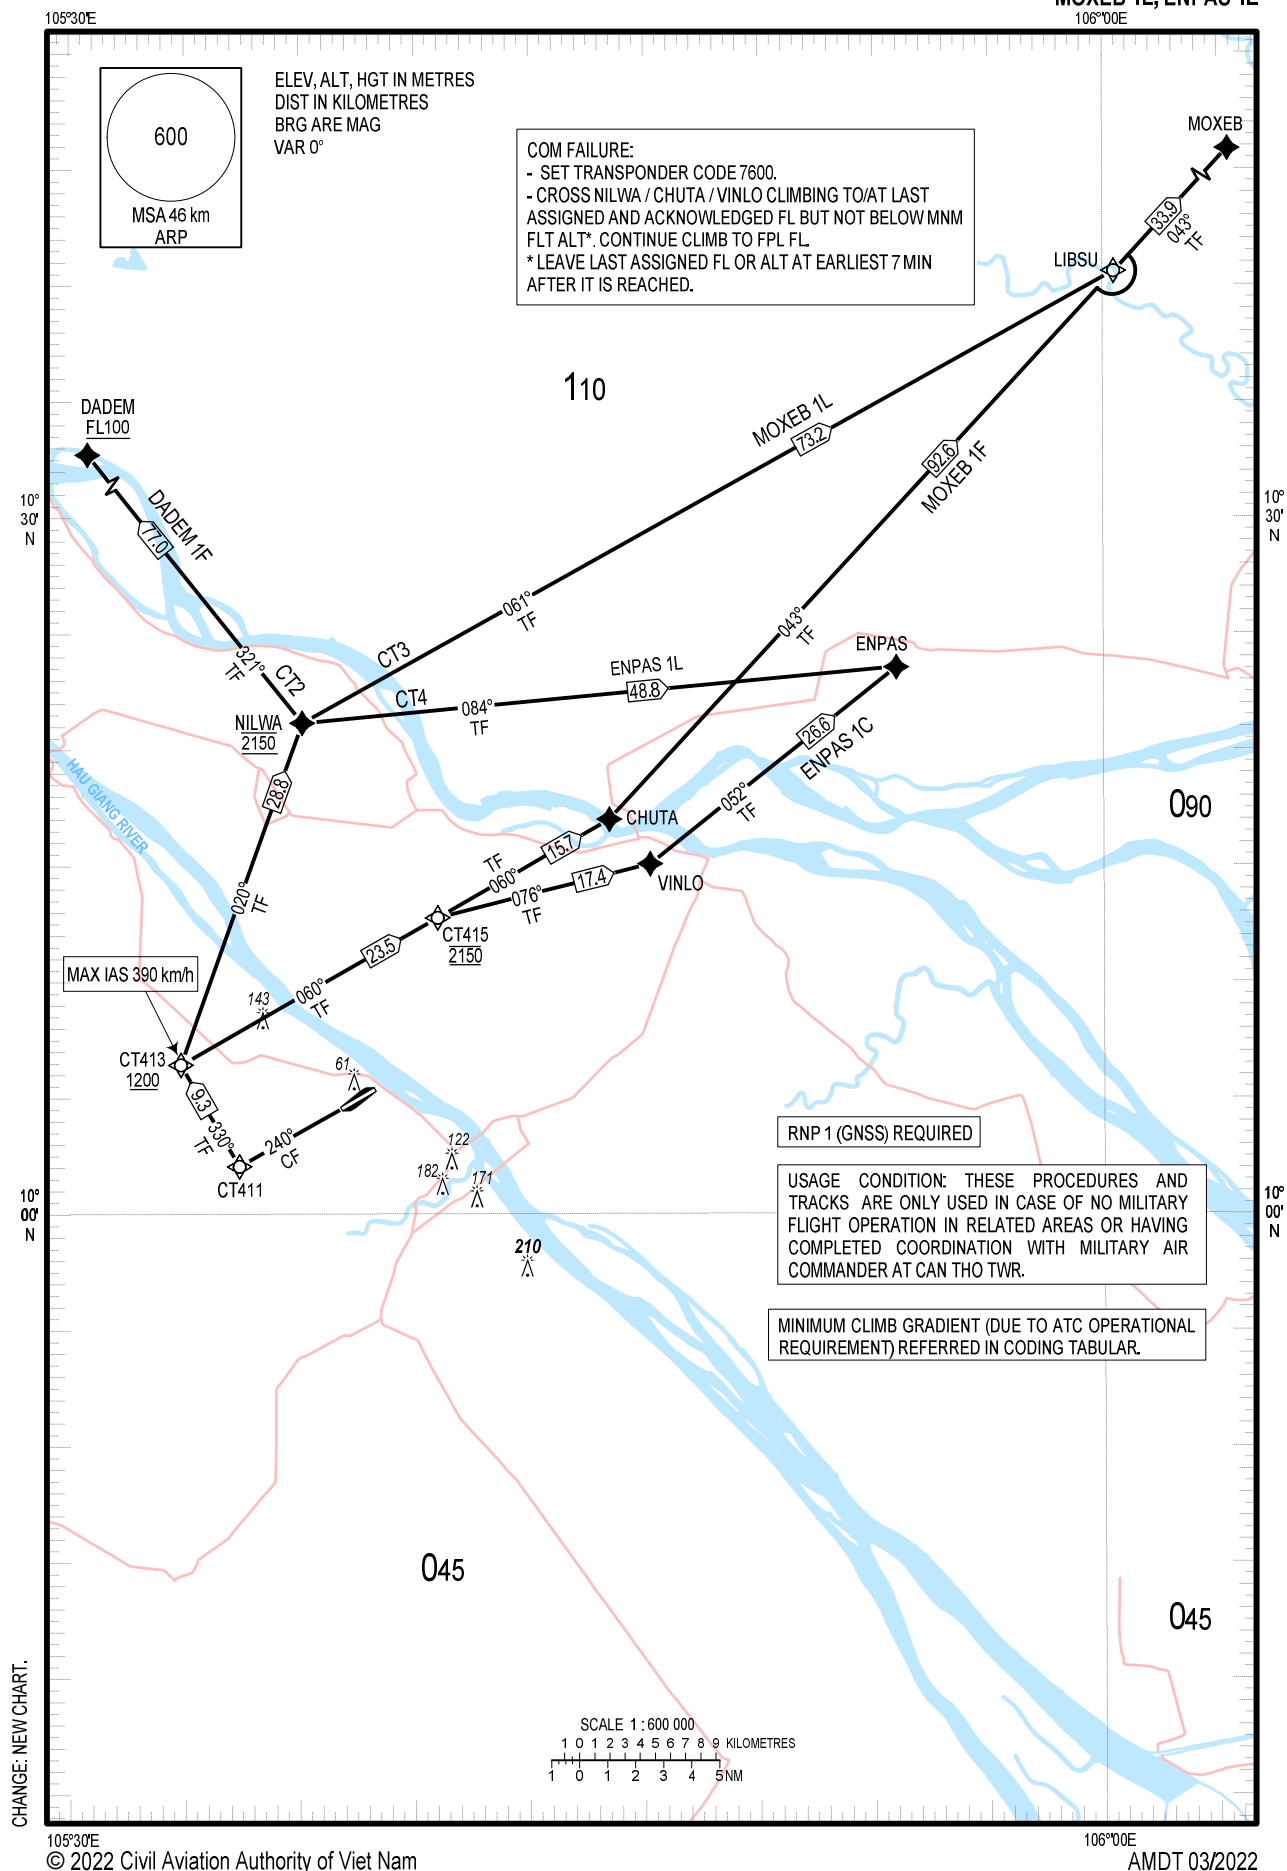 105°30'E
106°00'E
600
MSA 46 km
ARP
ELEV, ALT, HGT IN METRES
DIST IN KILOMETRES
BRG ARE MAG
VAR 0°
COM FAILURE:
- SET TRANSPONDER CODE 7600.
- CROSS NILWA / CHUTA / VINLO CLIMBING TO/AT LAST
ASSIGNED AND ACKNOWLEDGED FL BUT NOT BELOW MNM
FLT ALT*. CONTINUE CLIMB TO FPL FL.
* LEAVE LAST ASSIGNED FL OR ALT AT EARLIEST 7 MIN
AFTER IT IS REACHED.
MOXEB
33.9
043°
TF
LIBSU
110
DADEM
FL100
MOXEB 1L
73.2
92.6
MOXEB 1F
10°
30'
N
10°
30'
N
DADEM 1F
77.0
061°
TF
043°
TF
321°
TF
CT2
CT3
ENPAS 1L
48.8
ENPAS
CT4
084°
TF
NILWA
2150
26.6
ENPAS 1C
HAU GIANG RIVER
28.8
052°
TF
090
CHUTA
15.7
TF
060°
VINLO
17.4
076°
TF
020°
TF
CT415
2150
23.5
MAX IAS 390 km/h
060°
TF
143
CT413
1200
61
9.3
330°
TF
240°
CF
CT411
122
182
171
RNP 1 (GNSS) REQUIRED
USAGE CONDITION: THESE PROCEDURES AND
TRACKS ARE ONLY USED IN CASE OF NO MILITARY
FLIGHT OPERATION IN RELATED AREAS OR HAVING
COMPLETED COORDINATION WITH MILITARY AIR
COMMANDER AT CAN THO TWR.
10°
00'
N
10°
00'
N
210
MINIMUM CLIMB GRADIENT (DUE TO ATC OPERATIONAL
REQUIREMENT) REFERRED IN CODING TABULAR.
045
045
CHANGE: NEW CHART.
SCALE 1 : 600 000
1 0 1 2 3 4 5 6 7 8 9 KILOMETRES
1 0 1 2 3 4 5 NM
105°30'E
106°00'E
© 2022 Civil Aviation Authority of Viet Nam
AMDT 03/2022